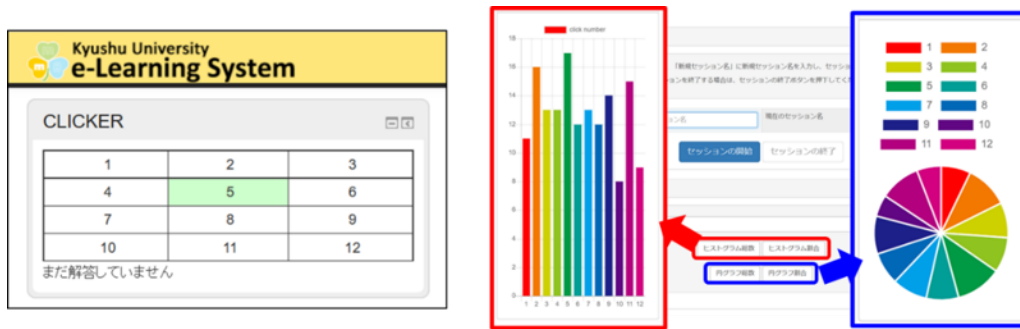 Kyushu University
e-Learning System
CLICKER
1 2 3
4 5 6
7 8 9
10 11 12
まだ解答していません
click number
18
16
14
12
10
8
6
4
2
0
1 2 3 4 5 6 7 8 9 10 11 12
「新規セッション名」に新規セッション名を入力し、セッショ
ションを終了する場合は、セッションの終了ボタンを押下してくだ
ョン名 現在のセッション名
セッションの開始 セッションの終了
ヒストグラム総数 ヒストグラム割合
円グラフ総数 円グラフ割合
1 2
3 4
5 6
7 8
9 10
11 12